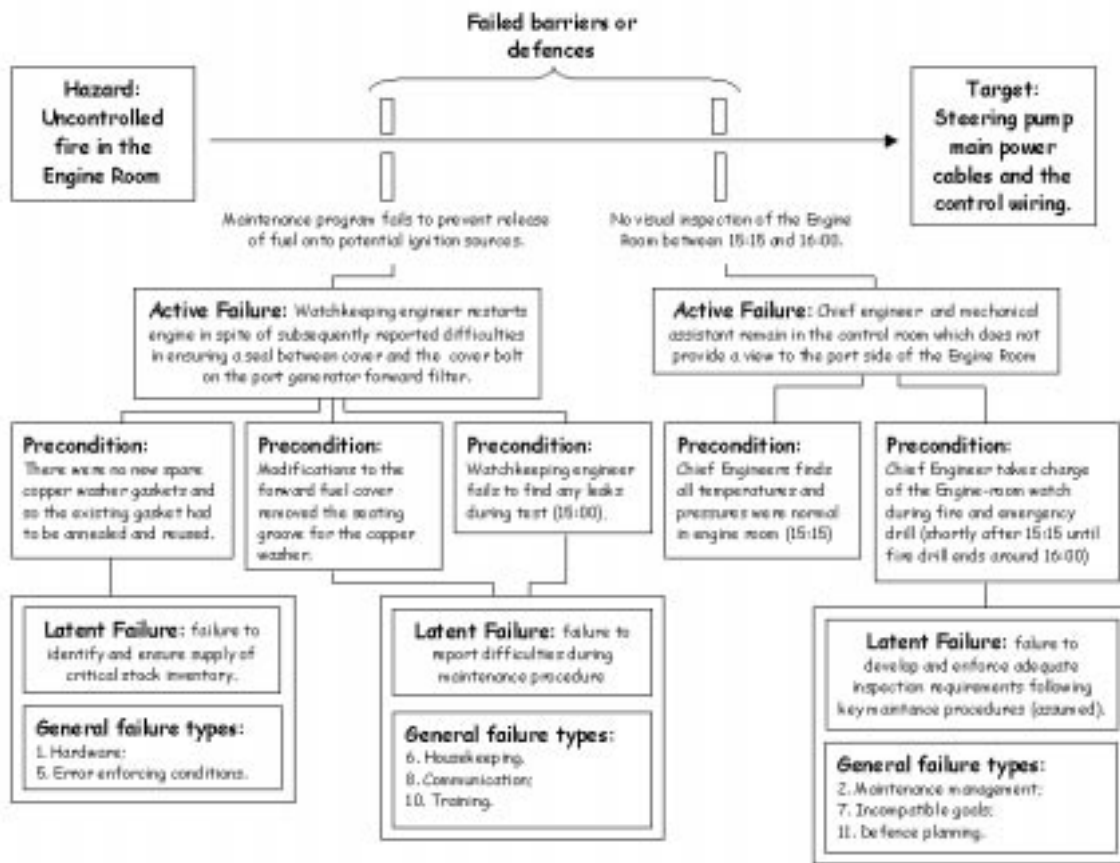 Failed barriers or
defences
Hazard:
Uncontrolled
fire in the
Engine Room
Target:
Steering pump
main power
cables and the
control wiring.
Maintenance program fails to prevent release
of fuel onto potential ignition sources.
No visual inspection of the Engine
Room between 15:15 and 16:00.
Active Failure: Watchkeeping engineer restarts
engine in spite of subsequently reported difficulties
in ensuring a seal between cover and the cover bolt
on the port generator forward filter.
Active Failure: Chief engineer and mechanical
assistant remain in the control room which does not
provide a view to the port side of the Engine Room
Precondition:
There were no new spare
copper washer gaskets and
so the existing gasket had
to be annealed and reused.
Precondition:
Modifications to the
forward fuel cover
removed the seating
groove for the copper
washer.
Precondition:
Watchkeeping engineer
fails to find any leaks
during test (15:00).
Precondition:
Chief Engineers finds
all temperatures and
pressures were normal
in engine room (15:15)
Precondition:
Chief Engineer takes charge
of the Engine-room watch
during fire and emergency
drill (shortly after 15:15 until
fire drill ends around 16:00)
Latent Failure: failure to
identify and ensure supply of
critical stock inventory.
General failure types:
1. Hardware;
5. Error enforcing conditions.
Latent Failure: failure to
report difficulties during
maintenance procedure
General failure types:
6. Housekeeping.
8. Communication;
10. Training.
Latent Failure: failure to
develop and enforce adequate
inspection requirements following
key maintance procedures (assumed).
General failure types:
2. Maintenance management;
7. Incompatible goals;
11. Defence planning.